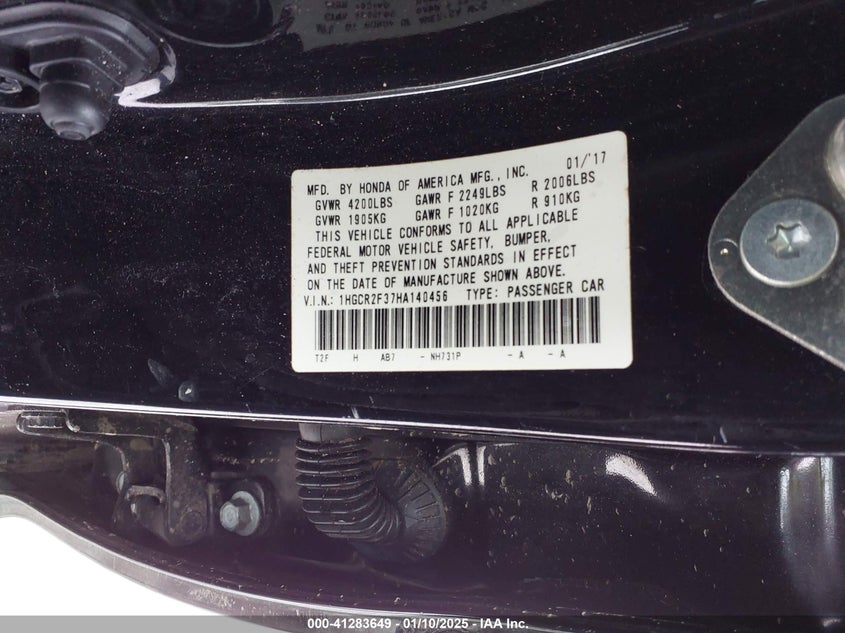 MFD. BY HONDA OF AMERICA MFG., INC. 01/'17
GVWR 4200LBS GAWR F 2249LBS R 2006LBS
GVWR 1905KG GAWR F 1020KG R 910KG
THIS VEHICLE CONFORMS TO ALL APPLICABLE
FEDERAL MOTOR VEHICLE SAFETY, BUMPER,
AND THEFT PREVENTION STANDARDS IN EFFECT
ON THE DATE OF MANUFACTURE SHOWN ABOVE.
V.I.N.: 1HGCR2F37HA140456 TYPE: PASSENGER CAR
T2F H AB7 - NH731P - A - A
000-41283649 - 01/10/2025 - IAA Inc.